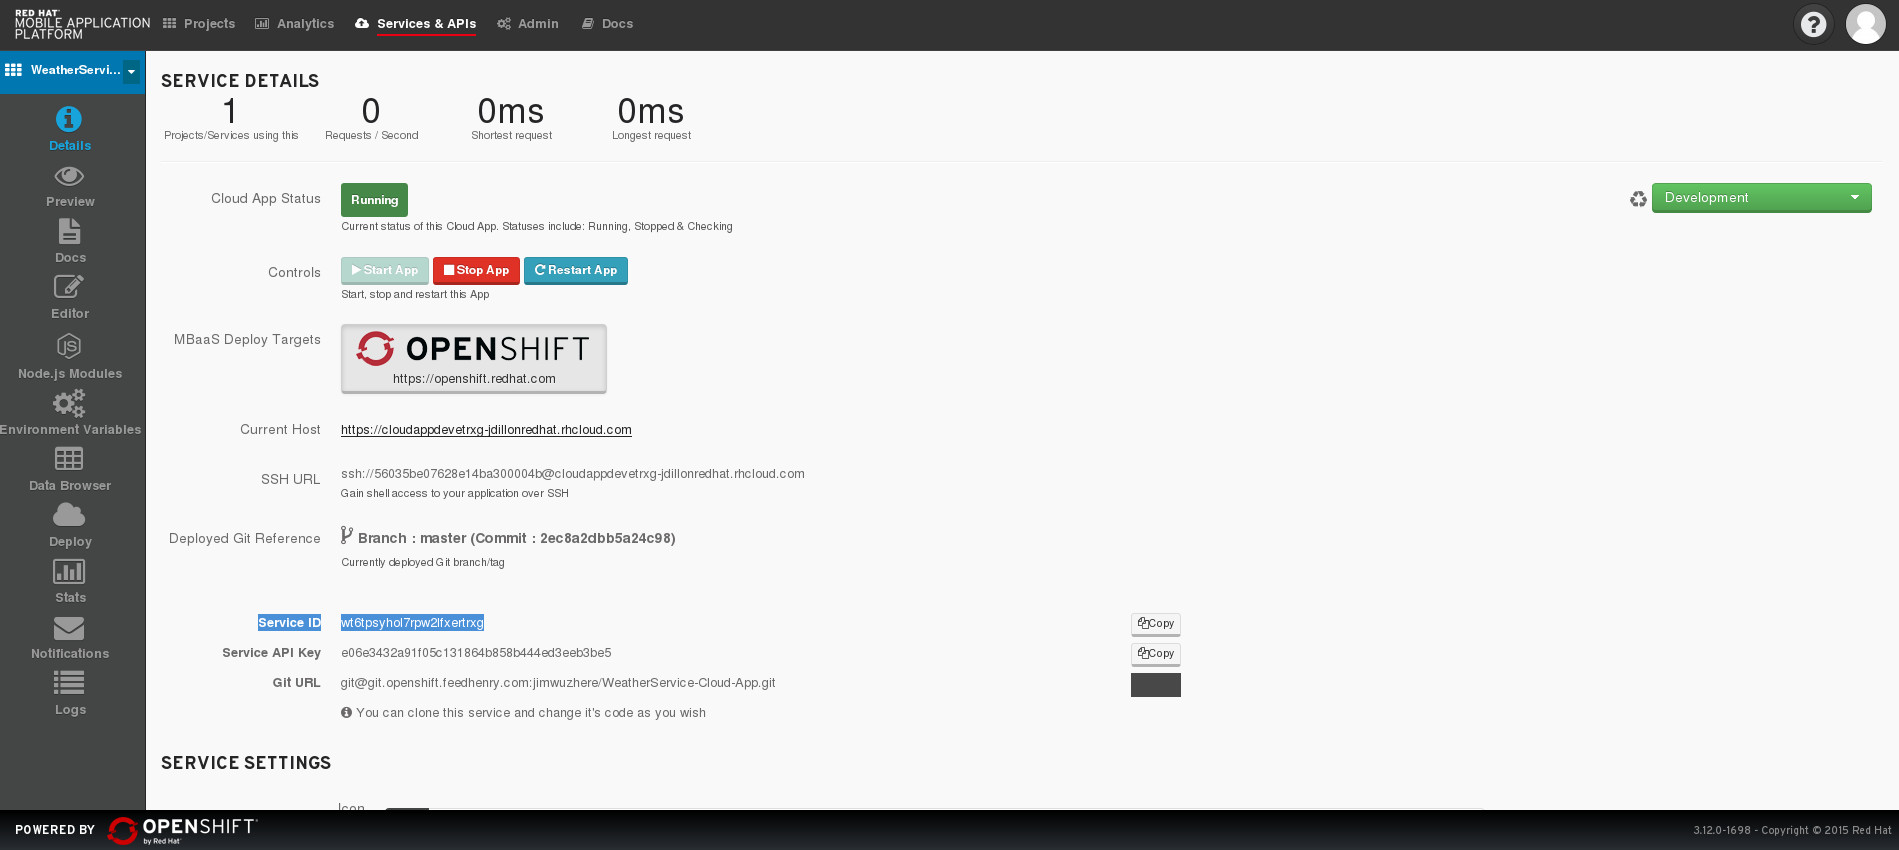 RED HAT
MOBILE APPLICATION
PLATFORM
Projects Analytics Services & APIs Admin Docs
?
WeatherServi...
Details
Preview
Docs
Editor
Node.js Modules
Environment Variables
Data Browser
Deploy
Stats
Notifications
Logs
SERVICE DETAILS
1 0 0ms 0ms
Projects/Services using this Requests / Second Shortest request Longest request
Cloud App Status Running Development
Current status of this Cloud App. Statuses include: Running, Stopped & Checking
Controls Start App Stop App Restart App
Start, stop and restart this App
MBaaS Deploy Targets OPENSHIFT
https://openshift.redhat.com
Current Host https://cloudappdevetrxg-jdillonredhat.rhcloud.com
SSH URL ssh://56035be07628e14ba300004b@cloudappdevetrxg-jdillonredhat.rhcloud.com
Gain shell access to your application over SSH
Deployed Git Reference Branch : master (Commit : 2ec8a2dbb5a24c98)
Currently deployed Git branch/tag
Service ID wt6tpsyhol7rpw2lfxertrxg Copy
Service API Key e06e3432a91f05c131864b858b444ed3eeb3be5 Copy
Git URL git@git.openshift.feedhenry.com:jimwuzhere/WeatherService-Cloud-App.git
You can clone this service and change it's code as you wish
SERVICE SETTINGS
Icon
POWERED BY OPENSHIFT
by Red Hat
3.12.0-1698 - Copyright © 2015 Red Hat